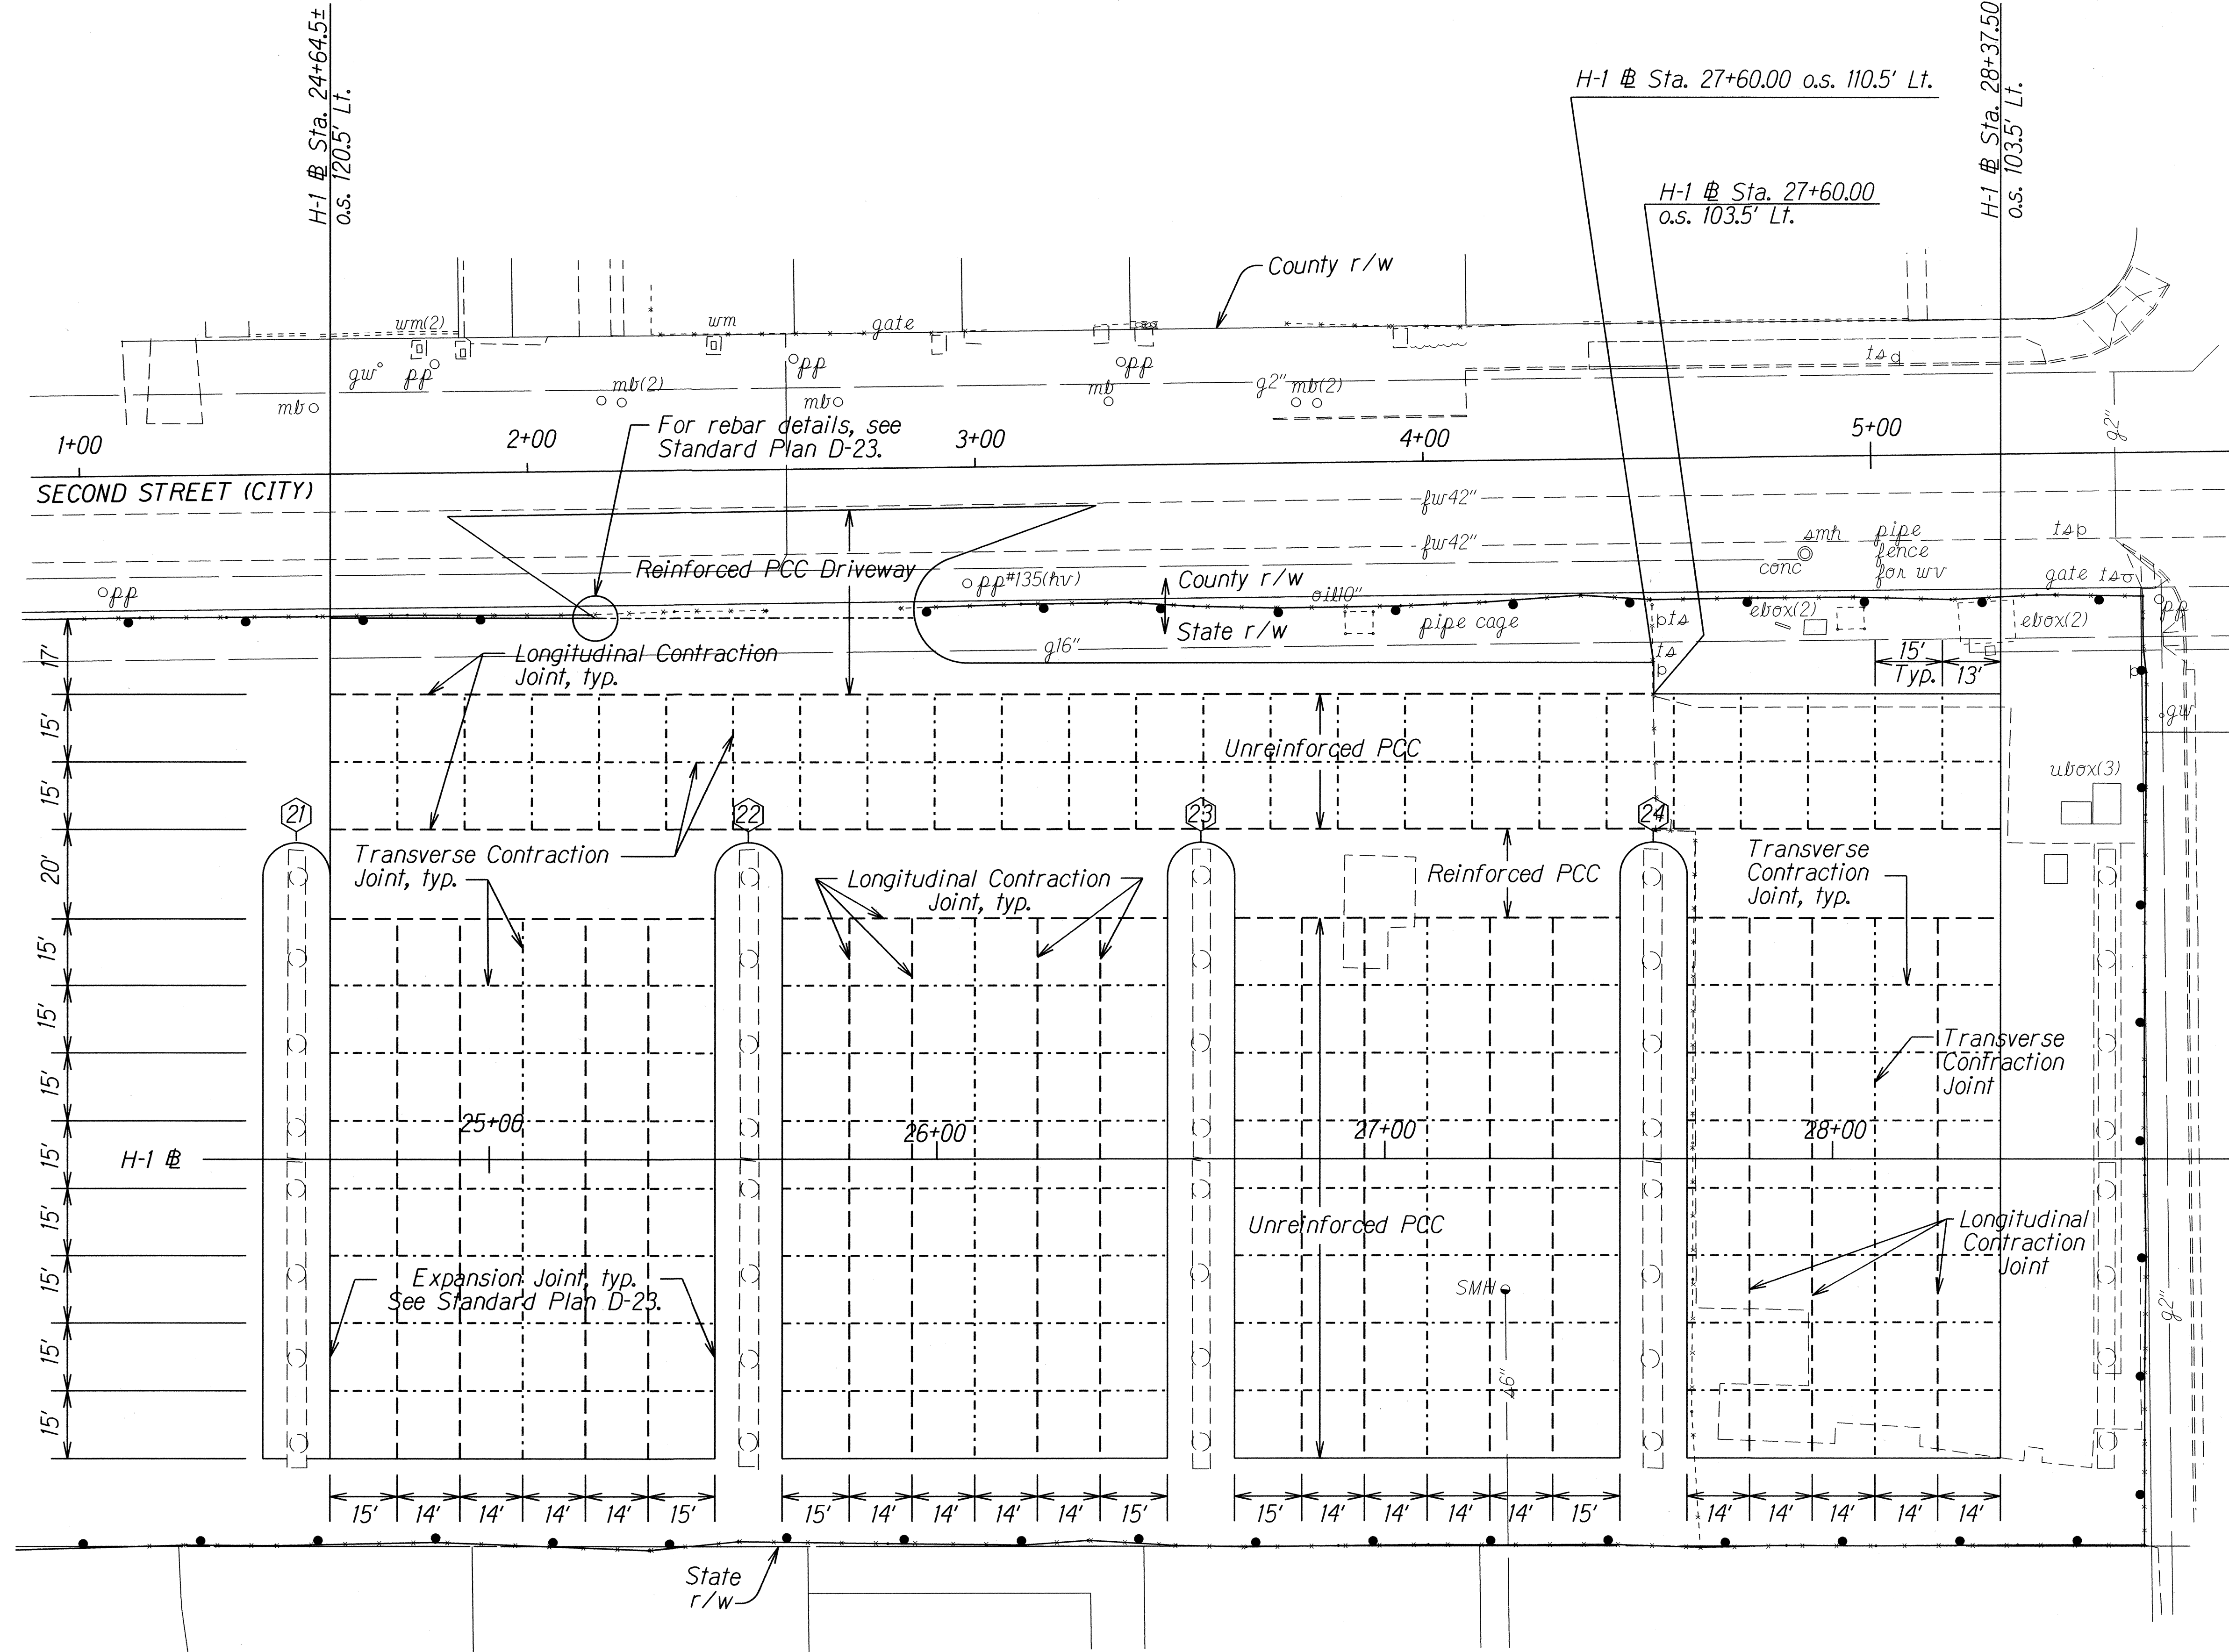 H-1 ℄ Sta. 24+64.5±
o.s. 120.5' Lt.
H-1 ℄ Sta. 27+60.00 o.s. 110.5' Lt.
H-1 ℄ Sta. 27+60.00
o.s. 103.5' Lt.
H-1 ℄ Sta. 28+37.50
o.s. 103.5' Lt.
County r/w
wm(2)
wm
gate
gw
pp
pp
pp
mb
mb(2)
mb
mb
g2"
mb(2)
ts
g2"
For rebar details, see
Standard Plan D-23.
1+00
2+00
3+00
4+00
5+00
SECOND STREET (CITY)
fw42"
fw42"
smh
conc
pipe
fence
for wv
tsp
gate
ts
pp
Reinforced PCC Driveway
pp#135(hv)
County r/w
State r/w
oil10"
pipe cage
pts
ebox(2)
ebox(2)
pp
g16"
ts
p
p
15'
Typ.
13'
gw
17'
15'
15'
20'
15'
15'
15'
15'
15'
15'
15'
15'
Longitudinal Contraction
Joint, typ.
Unreinforced PCC
ubox(3)
21
22
23
24
Transverse Contraction
Joint, typ.
Longitudinal Contraction
Joint, typ.
Reinforced PCC
Transverse
Contraction
Joint, typ.
Transverse
Contraction
Joint
25+00
26+00
27+00
28+00
H-1 ℄
Unreinforced PCC
Longitudinal
Contraction
Joint
Expansion Joint, typ.
See Standard Plan D-23.
SMH
46"
g2"
15'
14'
14'
14'
14'
15'
15'
14'
14'
14'
14'
15'
15'
14'
14'
14'
14'
15'
14'
14'
14'
14'
14'
State
r/w